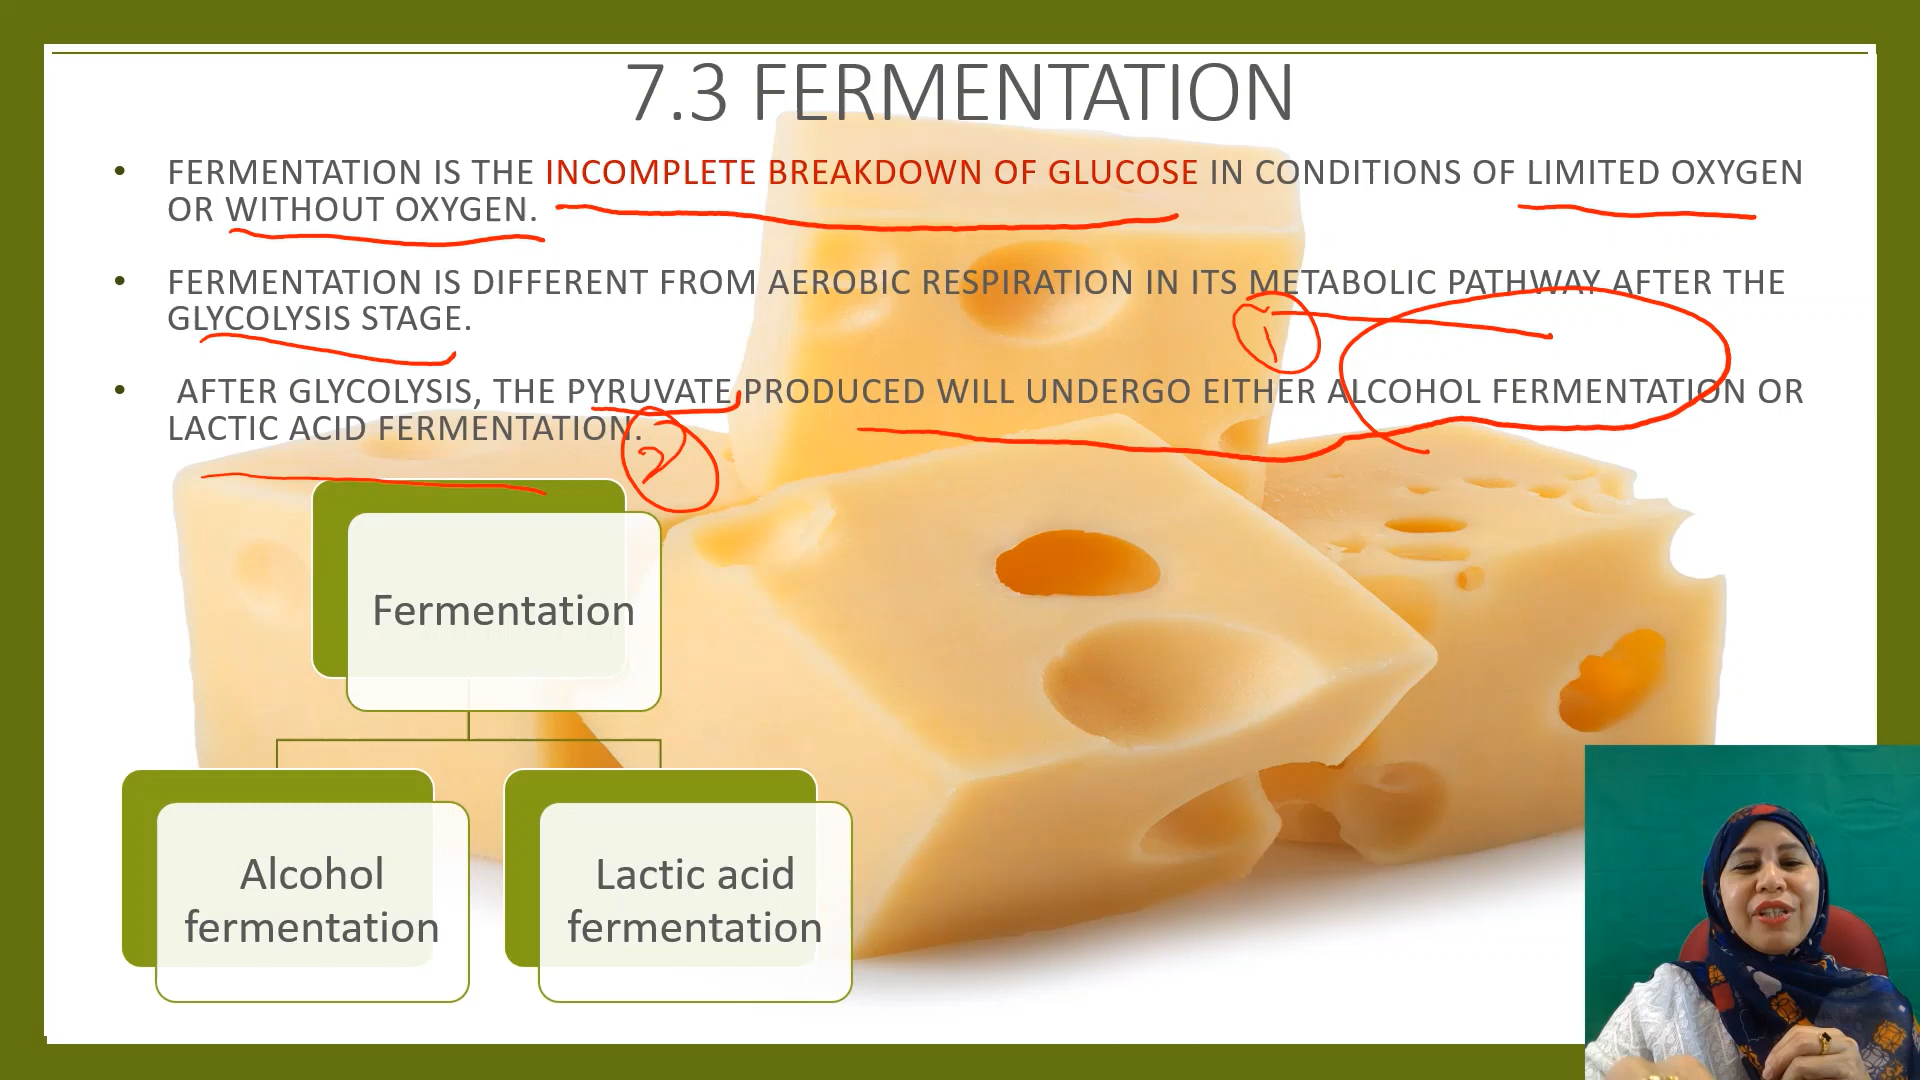 7.3 FERMENTATION
• FERMENTATION IS THE INCOMPLETE BREAKDOWN OF GLUCOSE IN CONDITIONS OF LIMITED OXYGEN
OR WITHOUT OXYGEN.
• FERMENTATION IS DIFFERENT FROM AEROBIC RESPIRATION IN ITS METABOLIC PATHWAY AFTER THE
GLYCOLYSIS STAGE.
1
• AFTER GLYCOLYSIS, THE PYRUVATE PRODUCED WILL UNDERGO EITHER ALCOHOL FERMENTATION OR
LACTIC ACID FERMENTATION.
2
Fermentation
Alcohol
fermentation
Lactic acid
fermentation